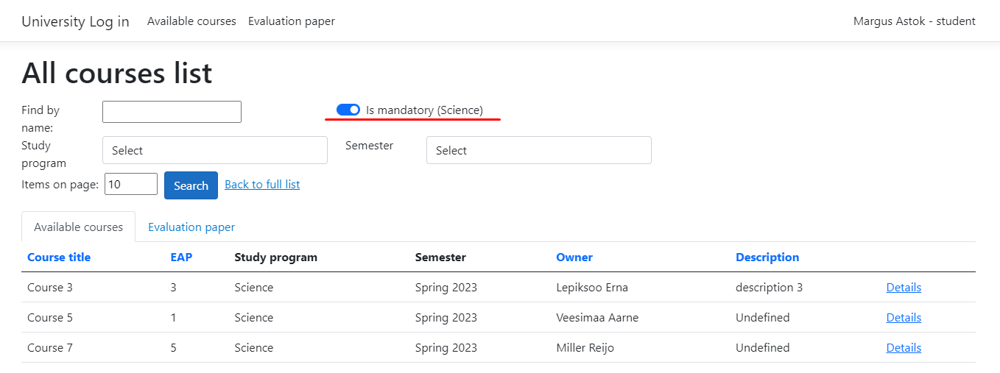 University Log in Available courses Evaluation paper Margus Astok - student
All courses list
Find by name: Is mandatory (Science)
Study program Select Semester Select
Items on page: 10 Search Back to full list
Available courses Evaluation paper
Course title EAP Study program Semester Owner Description
Course 3 3 Science Spring 2023 Lepiksoo Erna description 3 Details
Course 5 1 Science Spring 2023 Veesimaa Aarne Undefined Details
Course 7 5 Science Spring 2023 Miller Reijo Undefined Details